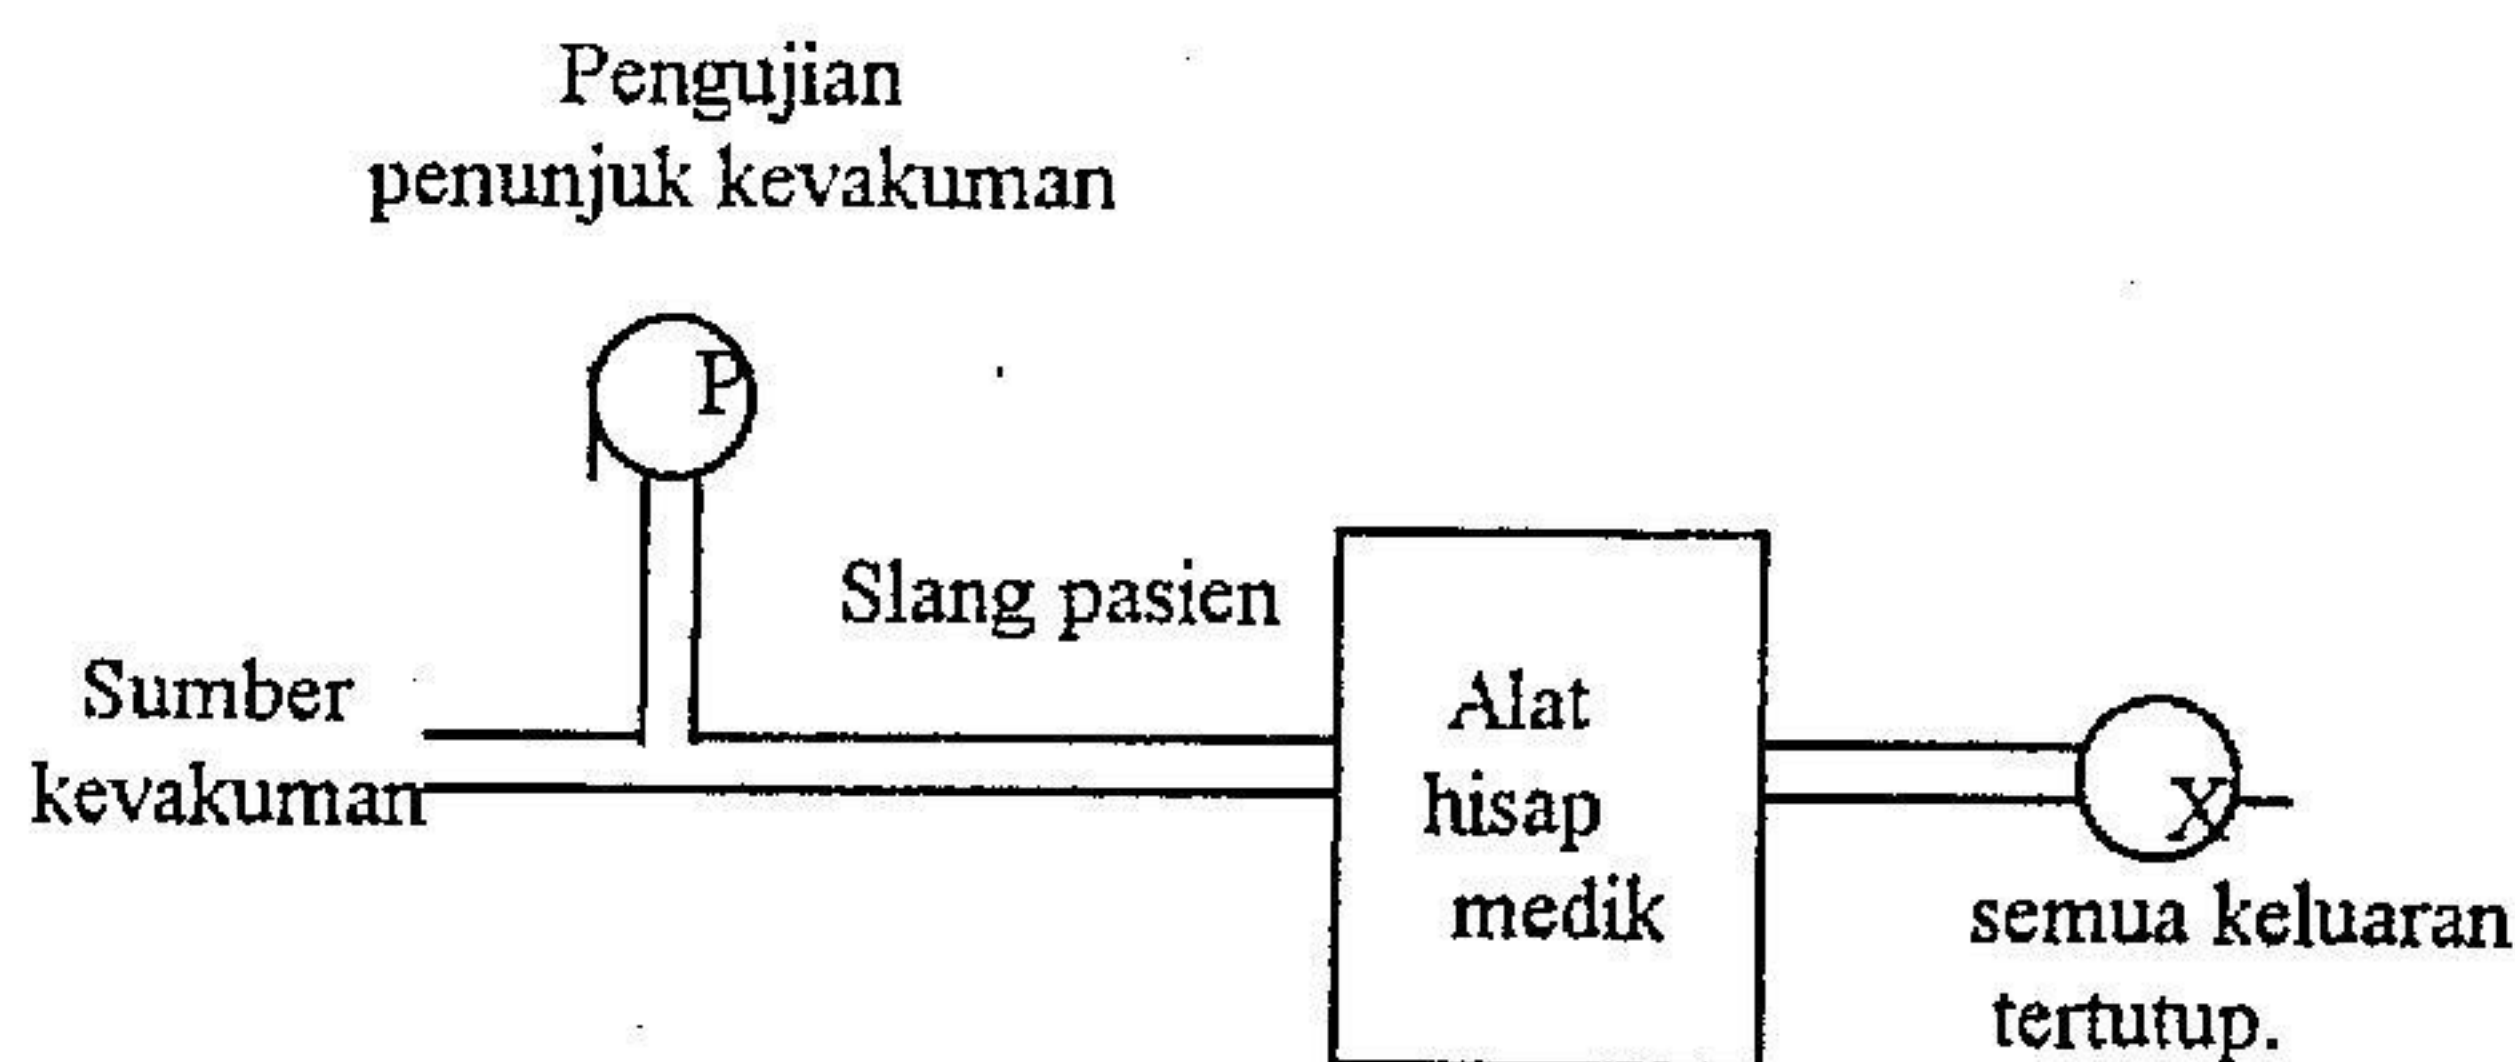 Pengujian
penunjuk kevakuman
P
Slang pasien
Sumber
kevakuman
Alat
hisap
medik
X
semua keluaran
tertutup.